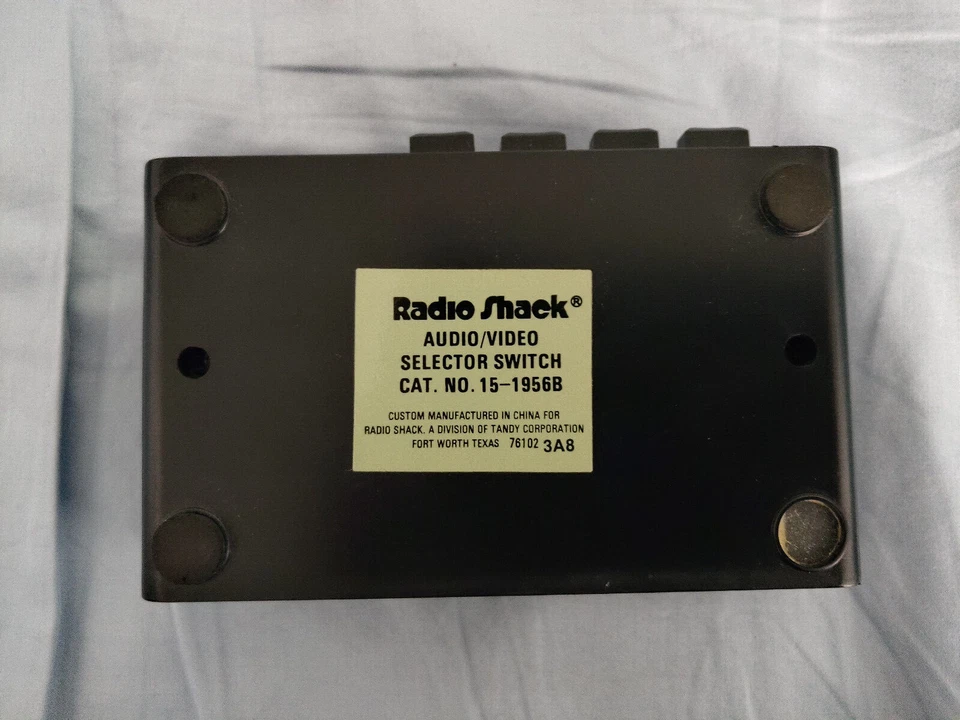 Radio Shack®
AUDIO/VIDEO
SELECTOR SWITCH
CAT. NO. 15-1956B
CUSTOM MANUFACTURED IN CHINA FOR
RADIO SHACK. A DIVISION OF TANDY CORPORATION
FORT WORTH TEXAS 76102 3A8